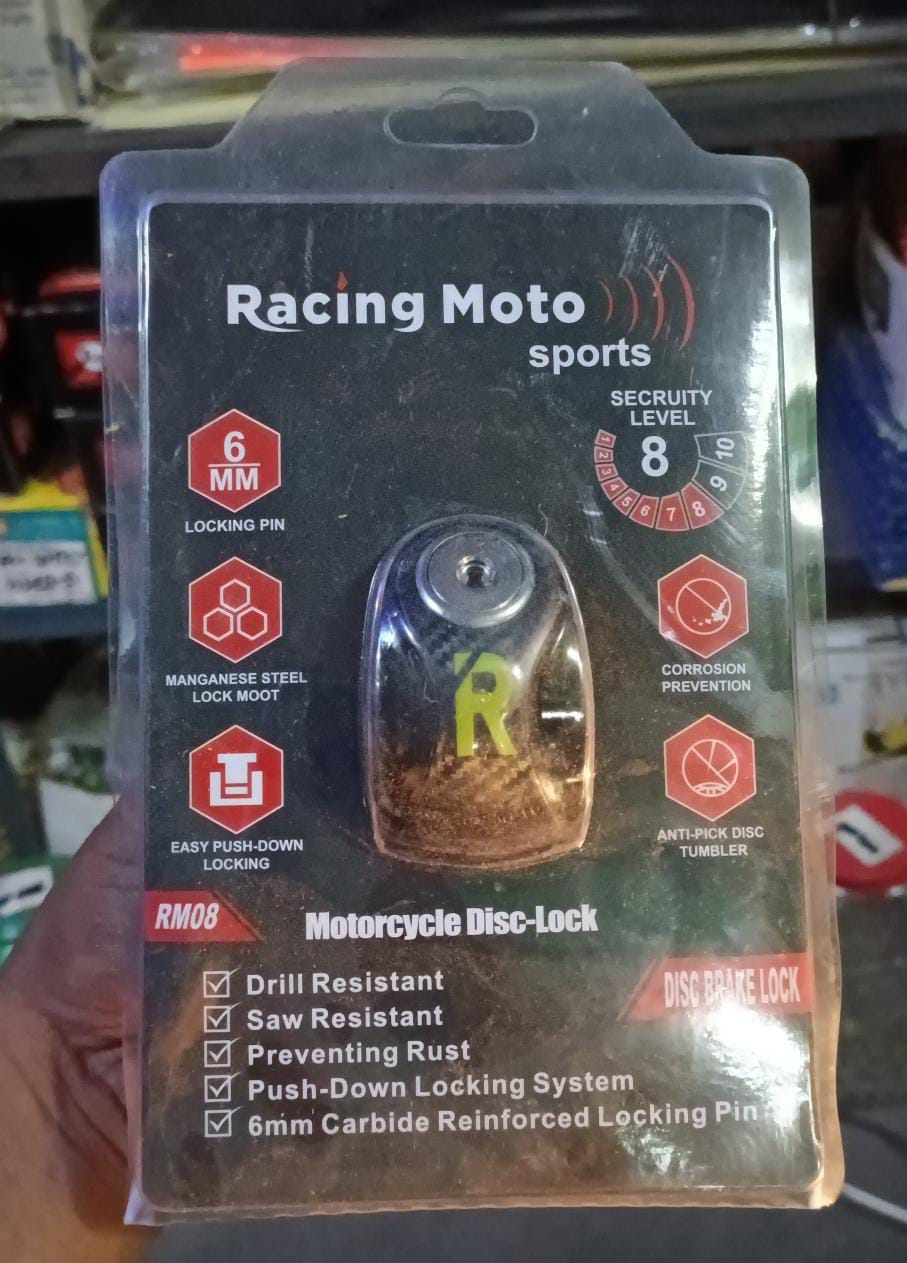 Racing Moto
sports
SECRUITY
LEVEL
8
1
2
3
4
5
6
7
8
9
10
6
MM
LOCKING PIN
MANGANESE STEEL
LOCK MOOT
CORROSION
PREVENTION
EASY PUSH-DOWN
LOCKING
ANTI-PICK DISC
TUMBLER
R
RM08
Motorcycle Disc-Lock
DISC BRAKE LOCK
Drill Resistant
Saw Resistant
Preventing Rust
Push-Down Locking System
6mm Carbide Reinforced Locking Pin